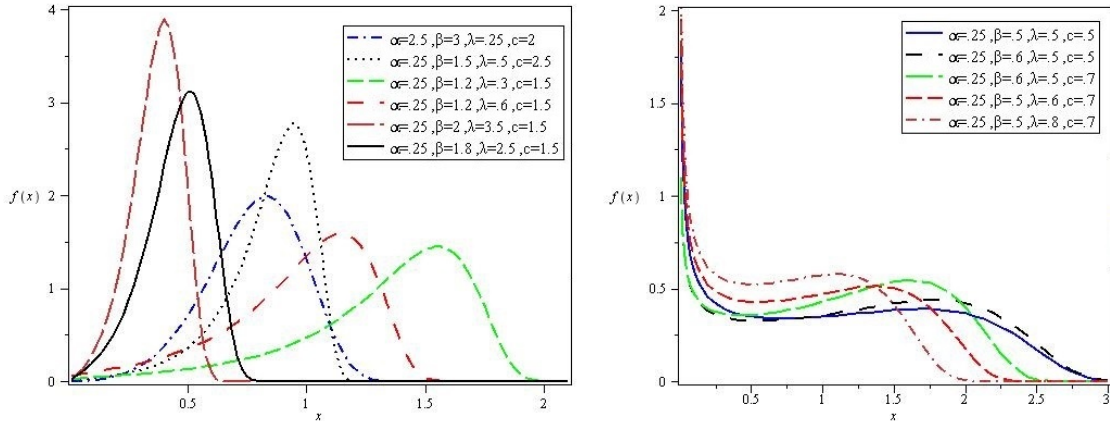 4
3
2
1
0
f(x)
0.5
1
1.5
2
x
α=2.5 ,β=3 ,λ=.25 ,c=2
α=.25 ,β=1.5 ,λ=.5 ,c=2.5
α=.25 ,β=1.2 ,λ=.3 ,c=1.5
α=.25 ,β=1.2 ,λ=.6 ,c=1.5
α=.25 ,β=2 ,λ=3.5 ,c=1.5
α=.25 ,β=1.8 ,λ=2.5 ,c=1.5
2
1.5
1
0.5
0
f(x)
0.5
1
1.5
2
2.5
3
x
α=.25 ,β=.5 ,λ=.5 ,c=.5
α=.25 ,β=.6 ,λ=.5 ,c=.5
α=.25 ,β=.6 ,λ=.5 ,c=.7
α=.25 ,β=.5 ,λ=.6 ,c=.7
α=.25 ,β=.5 ,λ=.8 ,c=.7